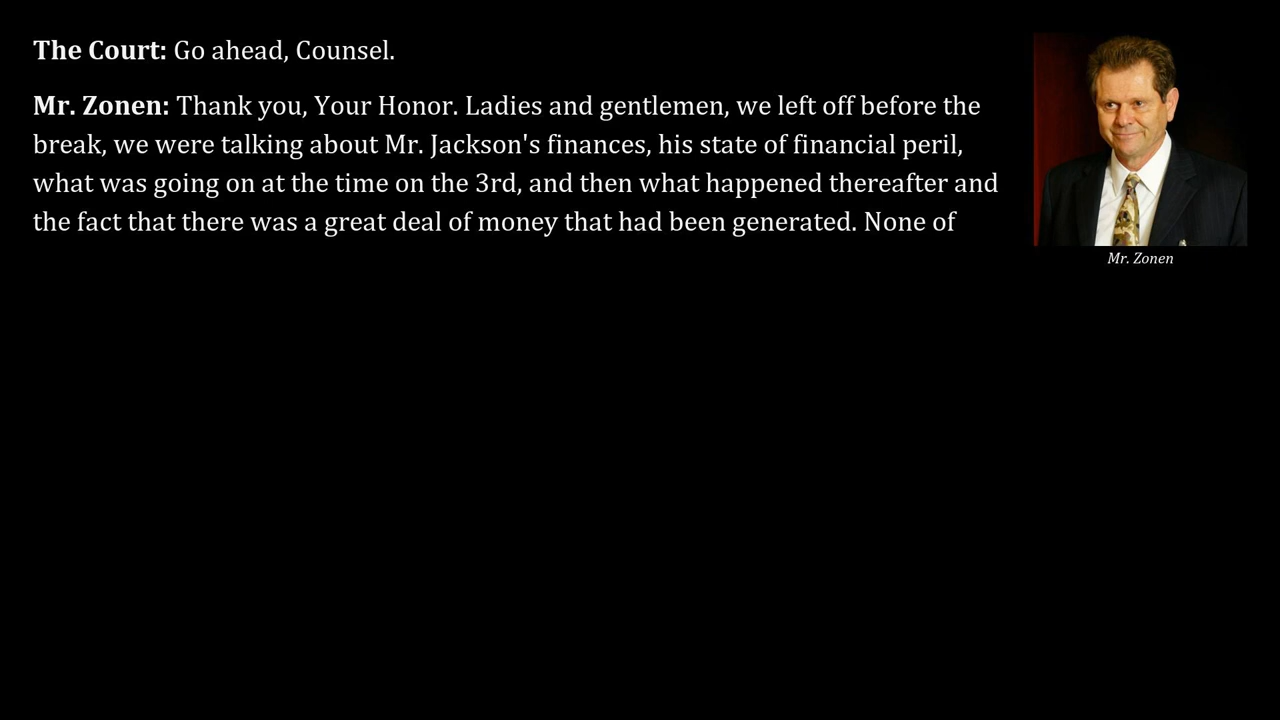 The Court: Go ahead, Counsel.
Mr. Zonen: Thank you, Your Honor. Ladies and gentlemen, we left off before the
break, we were talking about Mr. Jackson's finances, his state of financial peril,
what was going on at the time on the 3rd, and then what happened thereafter and
the fact that there was a great deal of money that had been generated. None of
Mr. Zonen